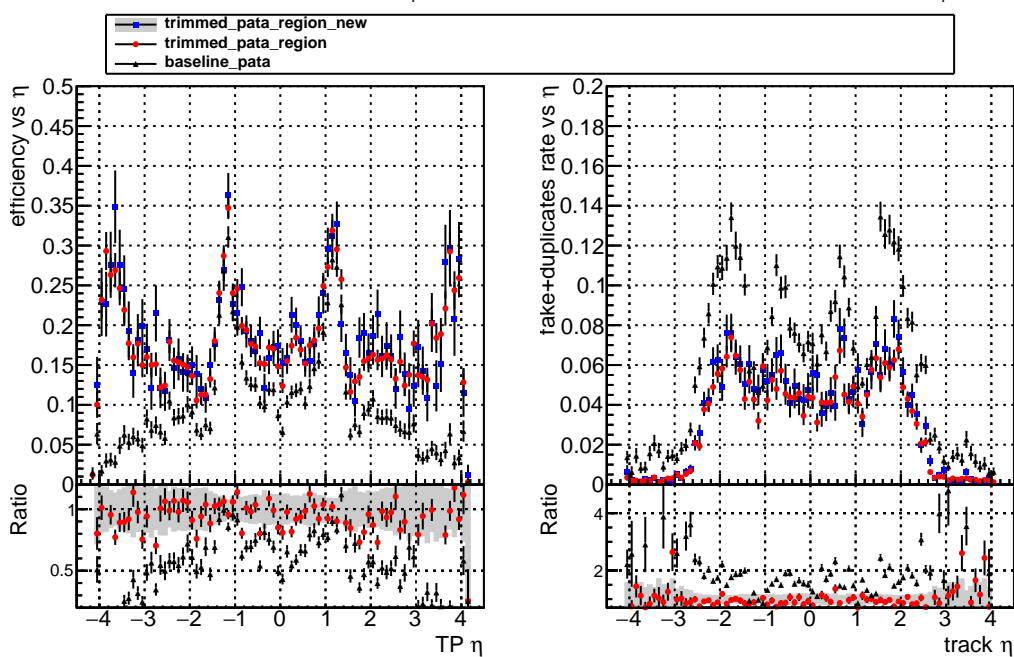 trimmed_pata_region_new
trimmed_pata_region
baseline_pata
efficiency vs η
0.5
0.45
0.4
0.35
0.3
0.25
0.2
0.15
0.1
0.05
0
Ratio
1
0.5
−4 −3 −2 −1 0 1 2 3 4
TP η
fake+duplicates rate vs η
0.2
0.18
0.16
0.14
0.12
0.1
0.08
0.06
0.04
0.02
0
Ratio
4
2
−4 −3 −2 −1 0 1 2 3 4
track η